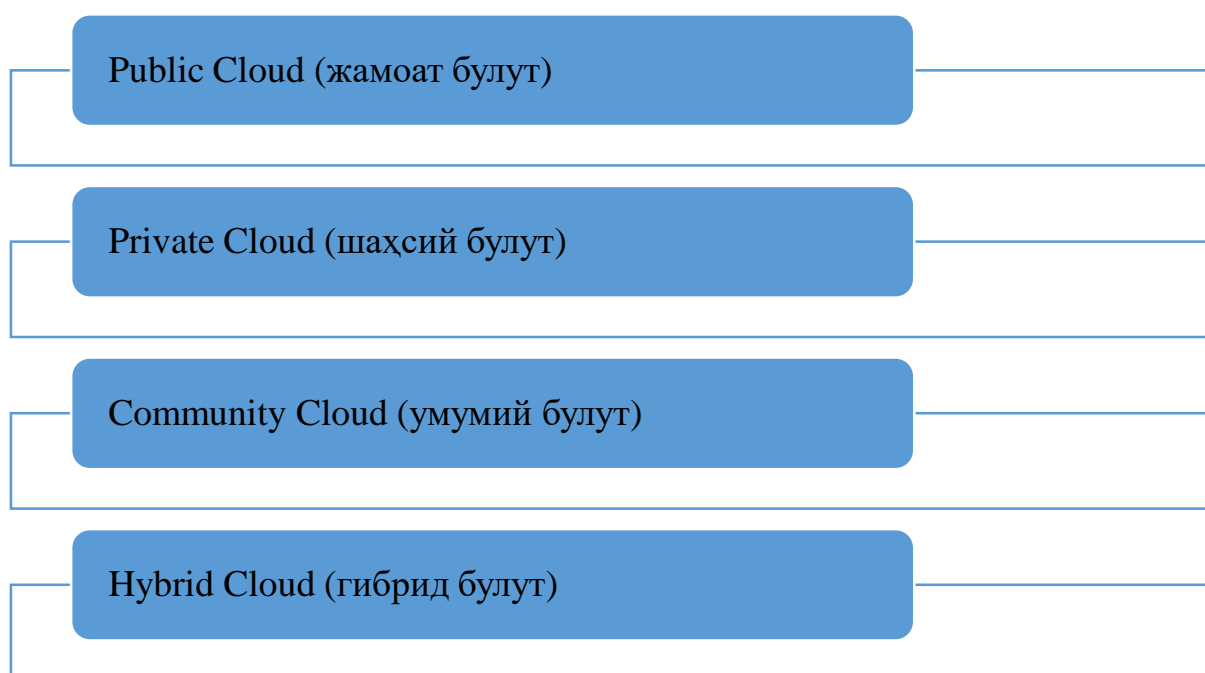 Public Cloud (жамоат булут)
Private Cloud (шаҳсий булут)
Community Cloud (умумий булут)
Hybrid Cloud (гибрид булут)